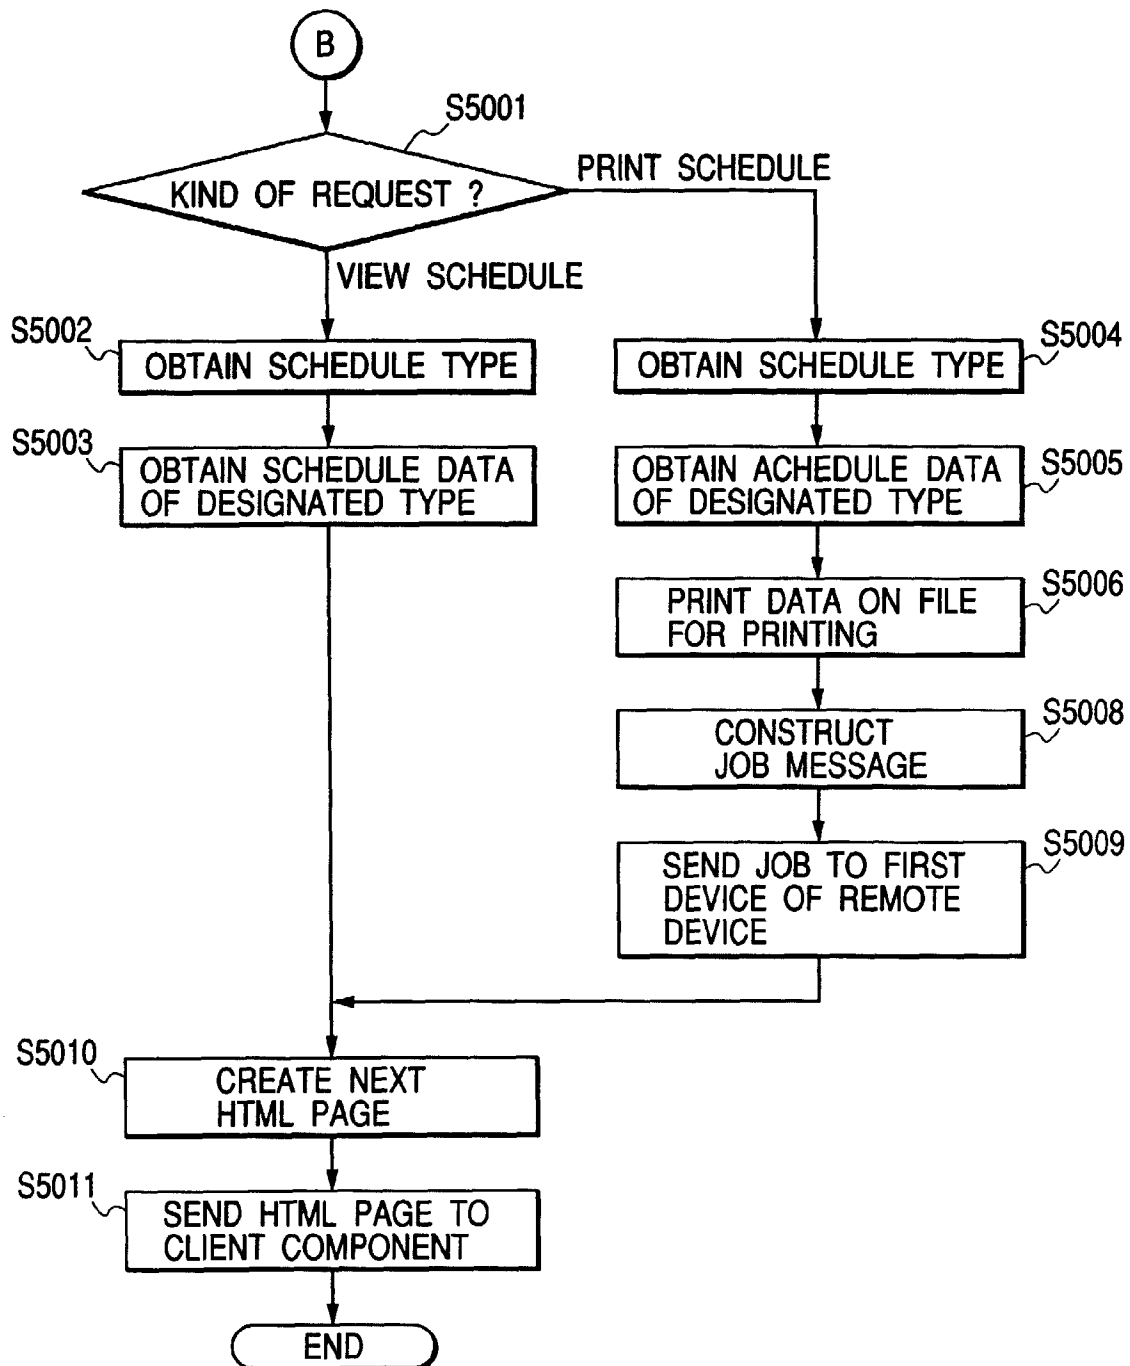 B
S5001
KIND OF REQUEST ?
PRINT SCHEDULE
VIEW SCHEDULE
S5002
OBTAIN SCHEDULE TYPE
S5004
OBTAIN SCHEDULE TYPE
S5003
OBTAIN SCHEDULE DATA
OF DESIGNATED TYPE
S5005
OBTAIN ACHEDULE DATA
OF DESIGNATED TYPE
S5006
PRINT DATA ON FILE
FOR PRINTING
S5008
CONSTRUCT
JOB MESSAGE
S5009
SEND JOB TO FIRST
DEVICE OF REMOTE
DEVICE
S5010
CREATE NEXT
HTML PAGE
S5011
SEND HTML PAGE TO
CLIENT COMPONENT
END